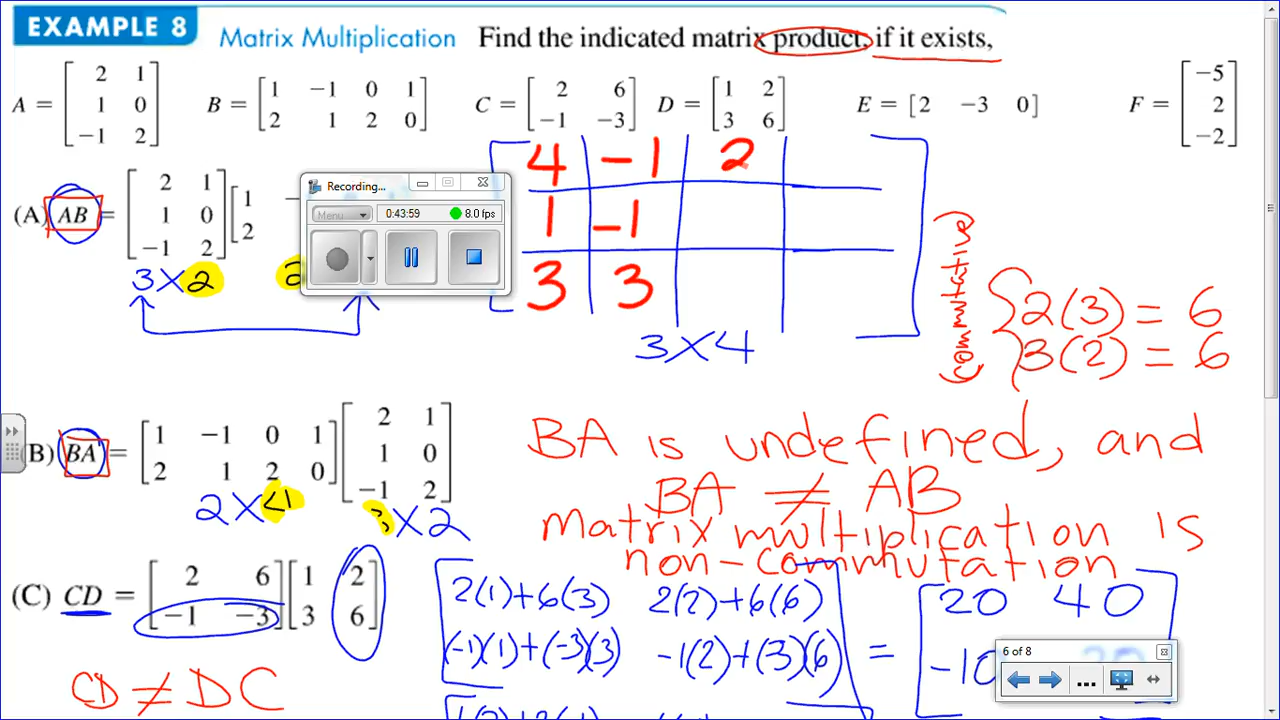 EXAMPLE 8 Matrix Multiplication Find the indicated matrix product, if it exists,
A = [2 1; 1 0; −1 2] B = [1 −1 0 1; 2 1 2 0] C = [2 6; −1 −3] D = [1 2; 3 6] E = [2 −3 0] F = [−5; 2; −2]
4 −1 2
(A) AB = [2 1; 1 0; −1 2] [1; 2
1 −1
3 3
3×2 2
3×4
commutative
2(3) = 6
3(2) = 6
Recording...
Menu
0:43:59 8.0 fps
B) BA = [1 −1 0 1; 2 1 2 0] [2 1; 1 0; −1 2]
2×4 3×2
BA is undefined, and
BA ≠ AB
matrix multiplication is
non-commutation
(C) CD = [2 6; −1 −3] [1 2; 3 6]
2(1)+6(3) 2(2)+6(6)
(-1)(1)+(-3)(3) -1(2)+(3)(6)
=
20 40
-10
CD ≠ DC
6 of 8